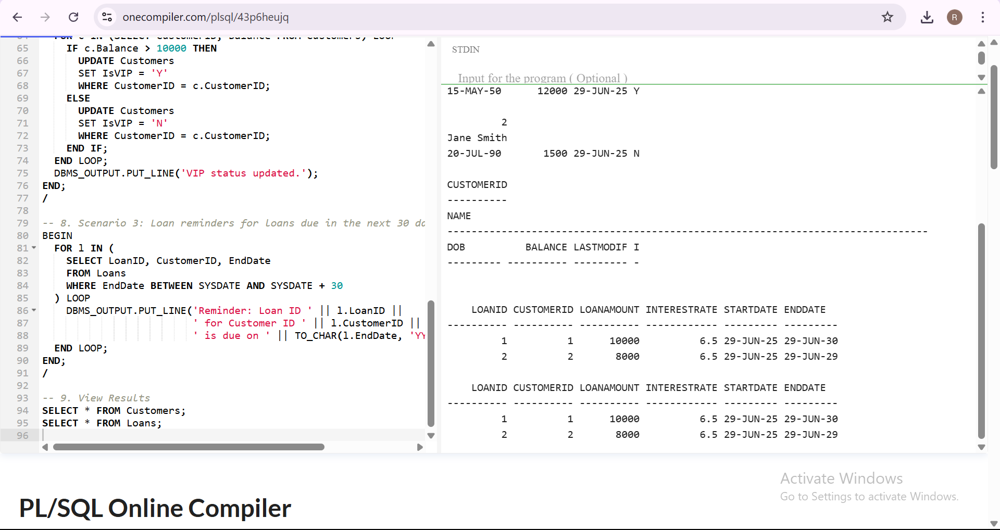 onecompiler.com/plsql/43p6heujq
R
64 FOR c IN (SELECT CustomerID, Balance FROM Customers) LOOP
65 IF c.Balance > 10000 THEN
66 UPDATE Customers
67 SET IsVIP = 'Y'
68 WHERE CustomerID = c.CustomerID;
69 ELSE
70 UPDATE Customers
71 SET IsVIP = 'N'
72 WHERE CustomerID = c.CustomerID;
73 END IF;
74 END LOOP;
75 DBMS_OUTPUT.PUT_LINE('VIP status updated.');
76 END;
77 /
78
79 -- 8. Scenario 3: Loan reminders for loans due in the next 30 da
80 BEGIN
81 FOR l IN (
82 SELECT LoanID, CustomerID, EndDate
83 FROM Loans
84 WHERE EndDate BETWEEN SYSDATE AND SYSDATE + 30
85 ) LOOP
86 DBMS_OUTPUT.PUT_LINE('Reminder: Loan ID ' || l.LoanID ||
87 ' for Customer ID ' || l.CustomerID ||
88 ' is due on ' || TO_CHAR(l.EndDate, 'YY
89 END LOOP;
90 END;
91 /
92
93 -- 9. View Results
94 SELECT * FROM Customers;
95 SELECT * FROM Loans;
96
STDIN
Input for the program ( Optional )
15-MAY-50 12000 29-JUN-25 Y
2
Jane Smith
20-JUL-90 1500 29-JUN-25 N
CUSTOMERID
----------
NAME
--------------------------------------------------------------------------------
DOB BALANCE LASTMODIF I
--------- ---------- --------- -
LOANID CUSTOMERID LOANAMOUNT INTERESTRATE STARTDATE ENDDATE
---------- ---------- ---------- ------------ --------- ---------
1 1 10000 6.5 29-JUN-25 29-JUN-30
2 2 8000 6.5 29-JUN-25 29-JUN-29
LOANID CUSTOMERID LOANAMOUNT INTERESTRATE STARTDATE ENDDATE
---------- ---------- ---------- ------------ --------- ---------
1 1 10000 6.5 29-JUN-25 29-JUN-30
2 2 8000 6.5 29-JUN-25 29-JUN-29
Activate Windows
Go to Settings to activate Windows.
PL/SQL Online Compiler